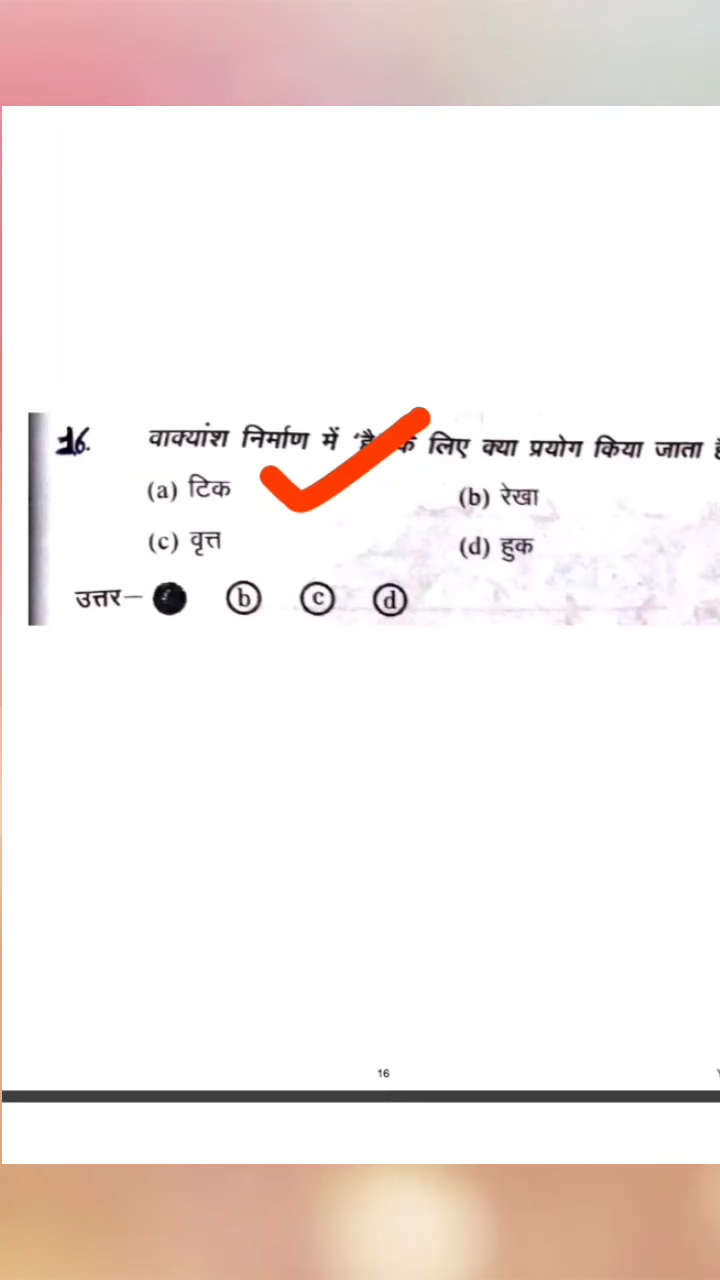 16. वाक्यांश निर्माण में 'है' के लिए क्या प्रयोग किया जाता
(a) टिक (b) रेखा
(c) वृत्त (d) हुक
उत्तर– b c d
16